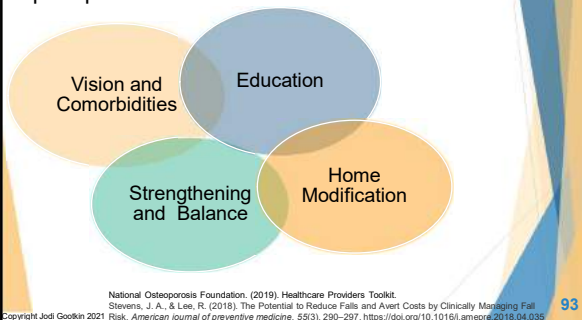 Vision and
Comorbidities
Education
Strengthening
and Balance
Home
Modification
National Osteoporosis Foundation. (2019). Healthcare Providers Toolkit.
Stevens, J. A., & Lee, R. (2018). The Potential to Reduce Falls and Avert Costs by Clinically Managing Fall
Copyright Jodi Gootkin 2021 Risk. American journal of preventive medicine, 55(3), 290–297. https://doi.org/10.1016/j.amepre.2018.04.035
93